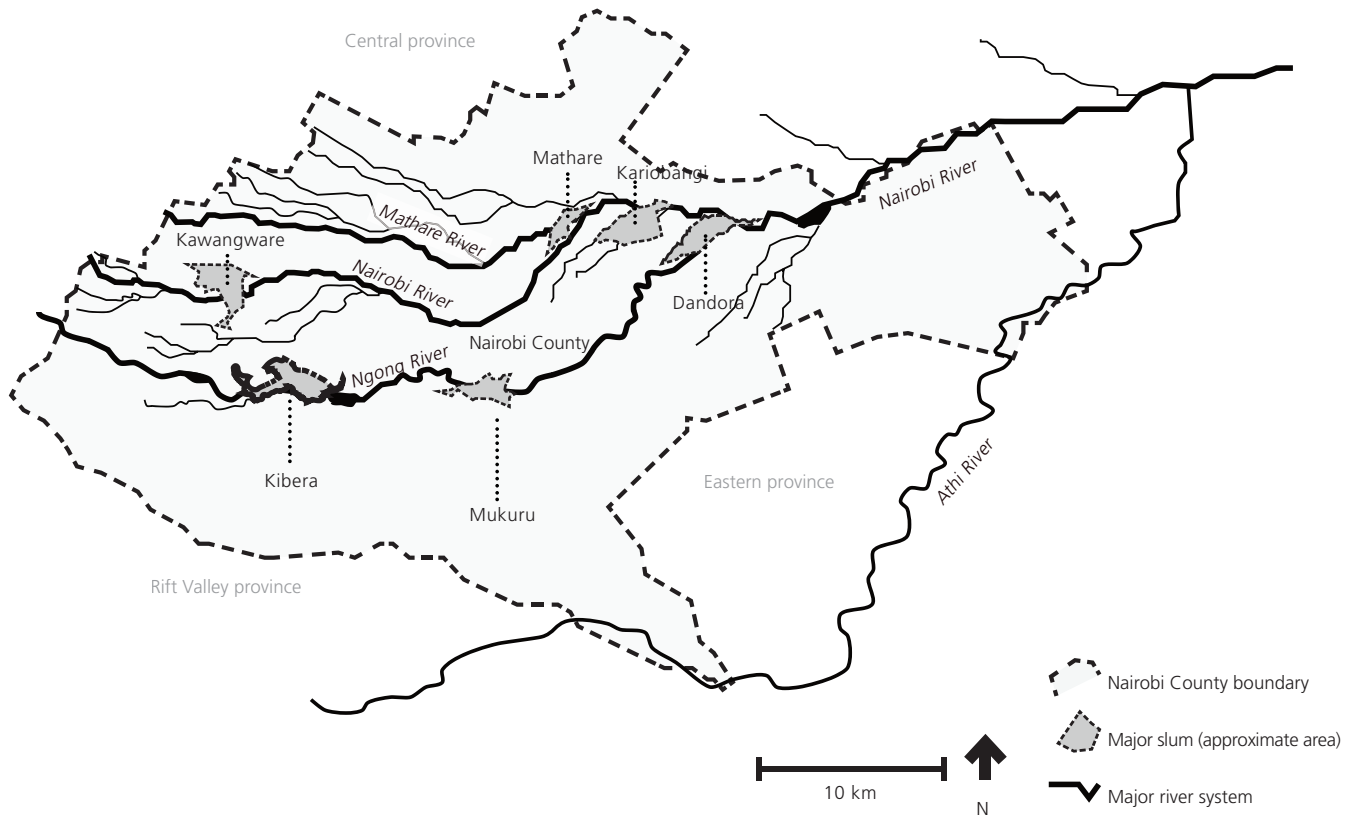 Central province
Mathare
Kariobangi
Nairobi River
Mathare River
Kawangware
Nairobi River
Dandora
Nairobi County
Ngong River
Kibera
Mukuru
Eastern province
Athi River
Rift Valley province
Nairobi County boundary
Major slum (approximate area)
Major river system
10 km
N